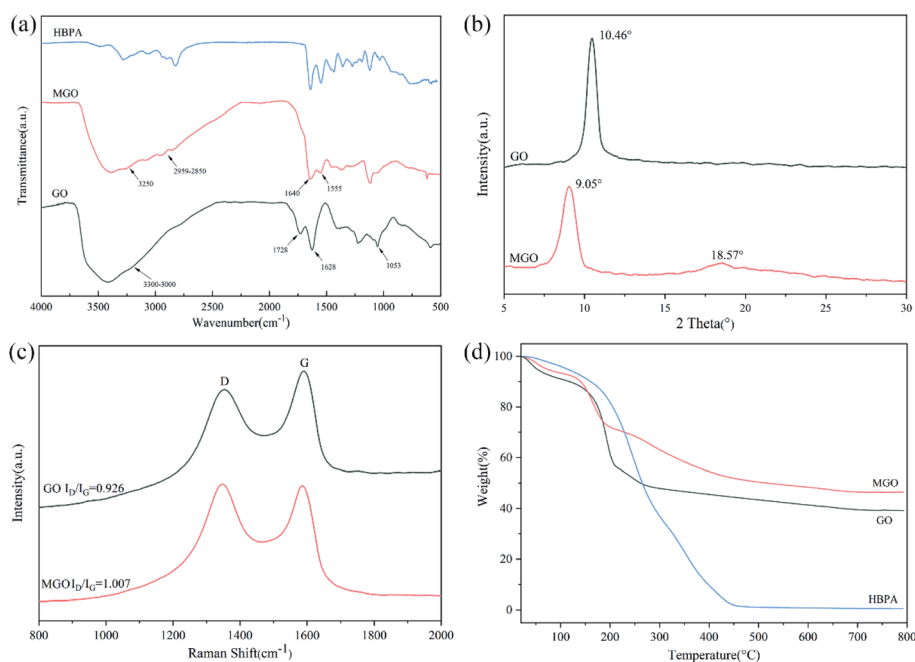 (a)
HBPA
MGO
3250
2959-2850
1640
1555
GO
3300-3000
1728
1628
1053
Transmittance(a.u.)
4000 3500 3000 2500 2000 1500 1000 500
Wavenumber(cm⁻¹)
(b)
10.46°
GO
9.05°
MGO
18.57°
Intensity(a.u.)
5 10 15 20 25 30
2 Theta(°)
(c)
D
G
GO I_D/I_G=0.926
MGO I_D/I_G=1.007
Intensity(a.u.)
800 1000 1200 1400 1600 1800 2000
Raman Shift(cm⁻¹)
(d)
100
80
60
40
20
0
MGO
GO
HBPA
Weight(%)
100 200 300 400 500 600 700 800
Temperature(°C)